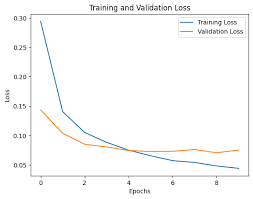 Training and Validation Loss
Training Loss
Validation Loss
0.30
0.25
0.20
0.15
0.10
0.05
Loss
0 2 4 6 8
Epochs